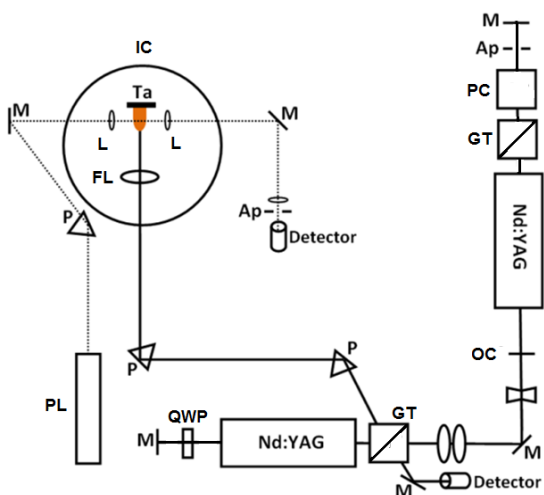 IC
M
Ap
PC
GT
Nd:YAG
OC
M
Ta
M
L
L
M
FL
P
Ap
Detector
PL
P
P
QWP
M
Nd:YAG
GT
M
Detector